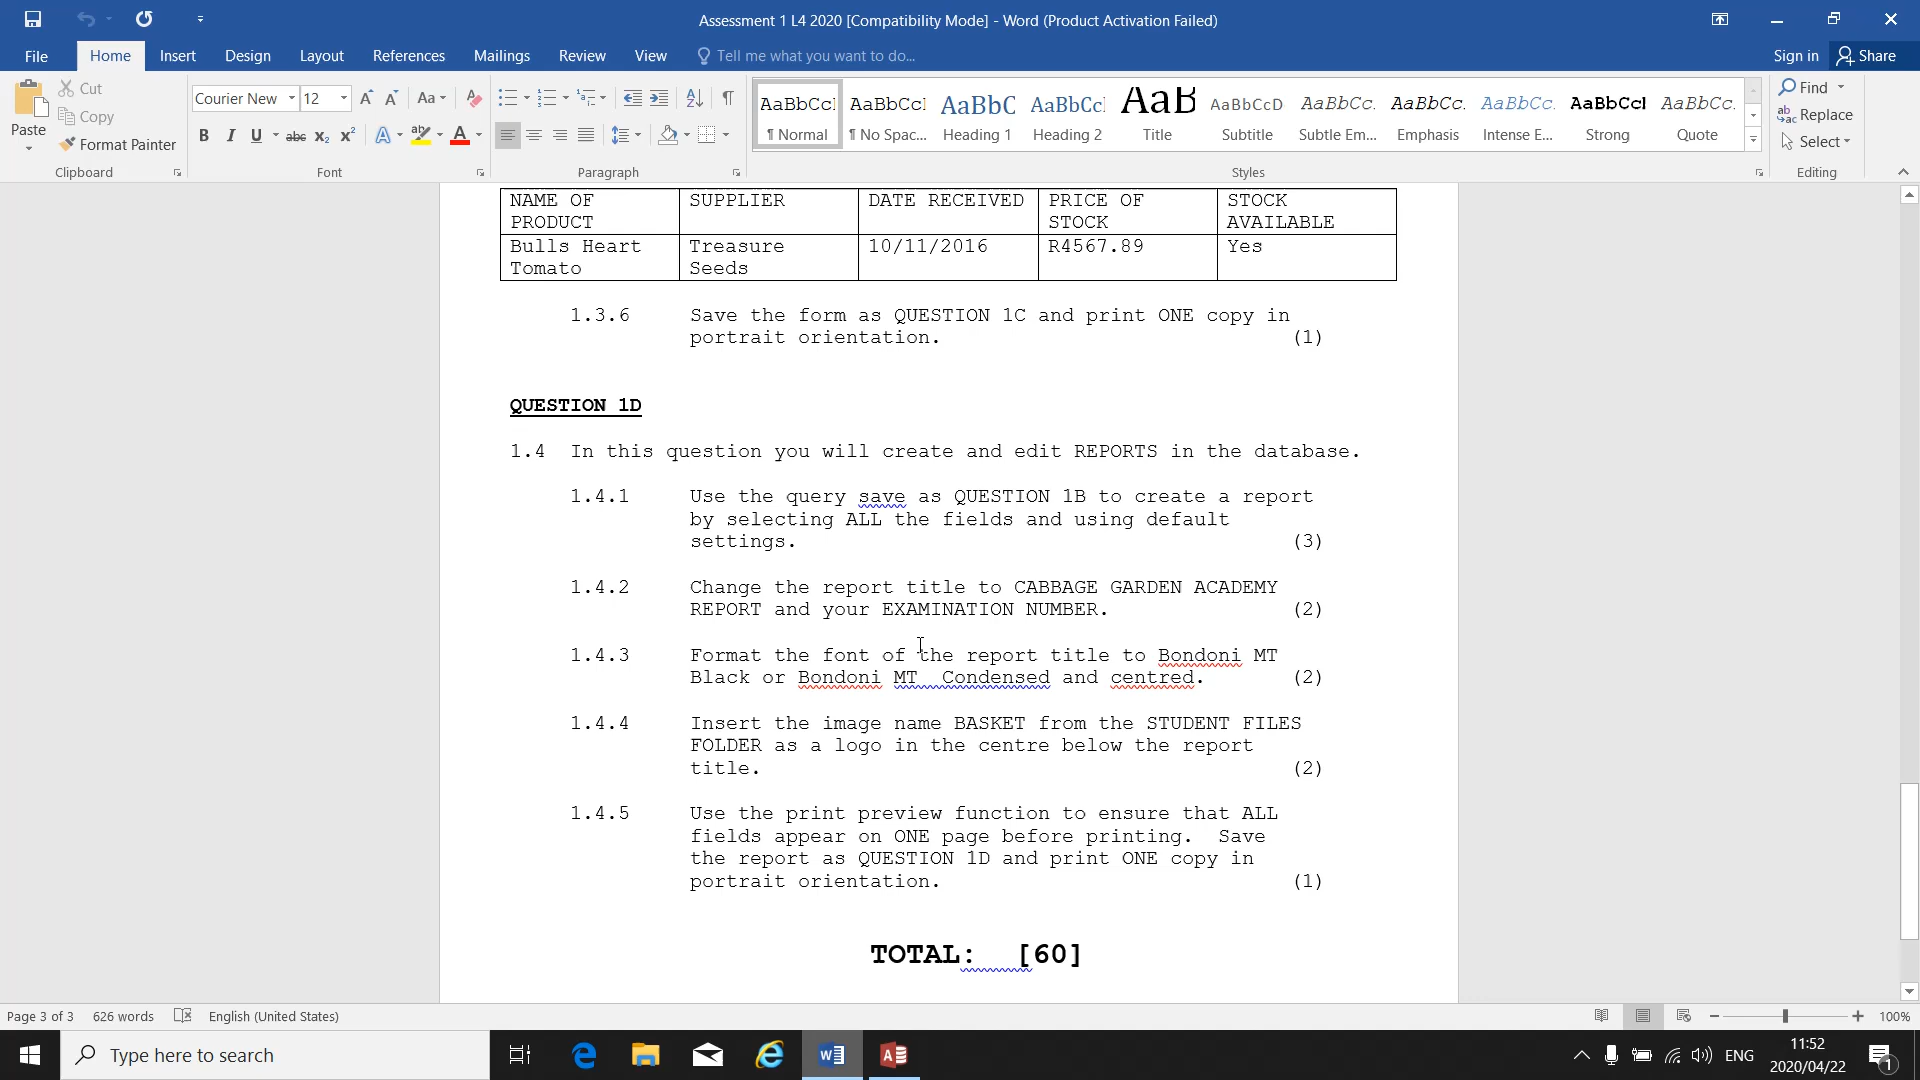 Assessment 1 L4 2020 [Compatibility Mode] - Word (Product Activation Failed)
File Home Insert Design Layout References Mailings Review View Tell me what you want to do... Sign in Share
Paste
Cut
Copy
Format Painter
Clipboard
Courier New 12
Font
Paragraph
AaBbCcI AaBbCcI AaBbC AaBbCcI AaB AaBbCcD AaBbCc. AaBbCc. AaBbCc. AaBbCcI AaBbCc.
¶ Normal ¶ No Spac... Heading 1 Heading 2 Title Subtitle Subtle Em... Emphasis Intense E... Strong Quote
Styles
Find
Replace
Select
Editing
NAME OF PRODUCT SUPPLIER DATE RECEIVED PRICE OF STOCK STOCK AVAILABLE
Bulls Heart Tomato Treasure Seeds 10/11/2016 R4567.89 Yes
1.3.6 Save the form as QUESTION 1C and print ONE copy in
portrait orientation. (1)
QUESTION 1D
1.4 In this question you will create and edit REPORTS in the database.
1.4.1 Use the query save as QUESTION 1B to create a report
by selecting ALL the fields and using default
settings. (3)
1.4.2 Change the report title to CABBAGE GARDEN ACADEMY
REPORT and your EXAMINATION NUMBER. (2)
1.4.3 Format the font of the report title to Bondoni MT
Black or Bondoni MT  Condensed and centred. (2)
1.4.4 Insert the image name BASKET from the STUDENT FILES
FOLDER as a logo in the centre below the report
title. (2)
1.4.5 Use the print preview function to ensure that ALL
fields appear on ONE page before printing.  Save
the report as QUESTION 1D and print ONE copy in
portrait orientation. (1)
TOTAL: [60]
Page 3 of 3 626 words English (United States) 100%
Type here to search
ENG
11:52
2020/04/22
1